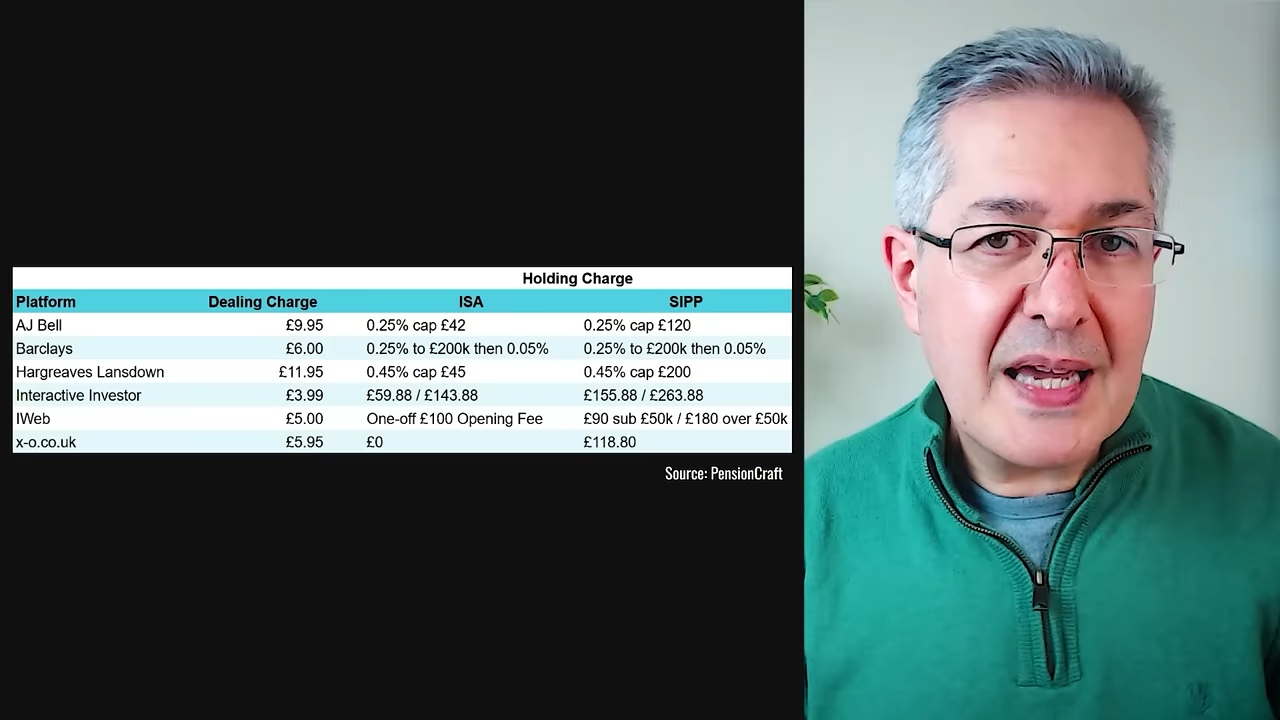 Holding Charge
Platform Dealing Charge ISA SIPP
AJ Bell £9.95 0.25% cap £42 0.25% cap £120
Barclays £6.00 0.25% to £200k then 0.05% 0.25% to £200k then 0.05%
Hargreaves Lansdown £11.95 0.45% cap £45 0.45% cap £200
Interactive Investor £3.99 £59.88 / £143.88 £155.88 / £263.88
IWeb £5.00 One-off £100 Opening Fee £90 sub £50k / £180 over £50k
x-o.co.uk £5.95 £0 £118.80
Source: PensionCraft